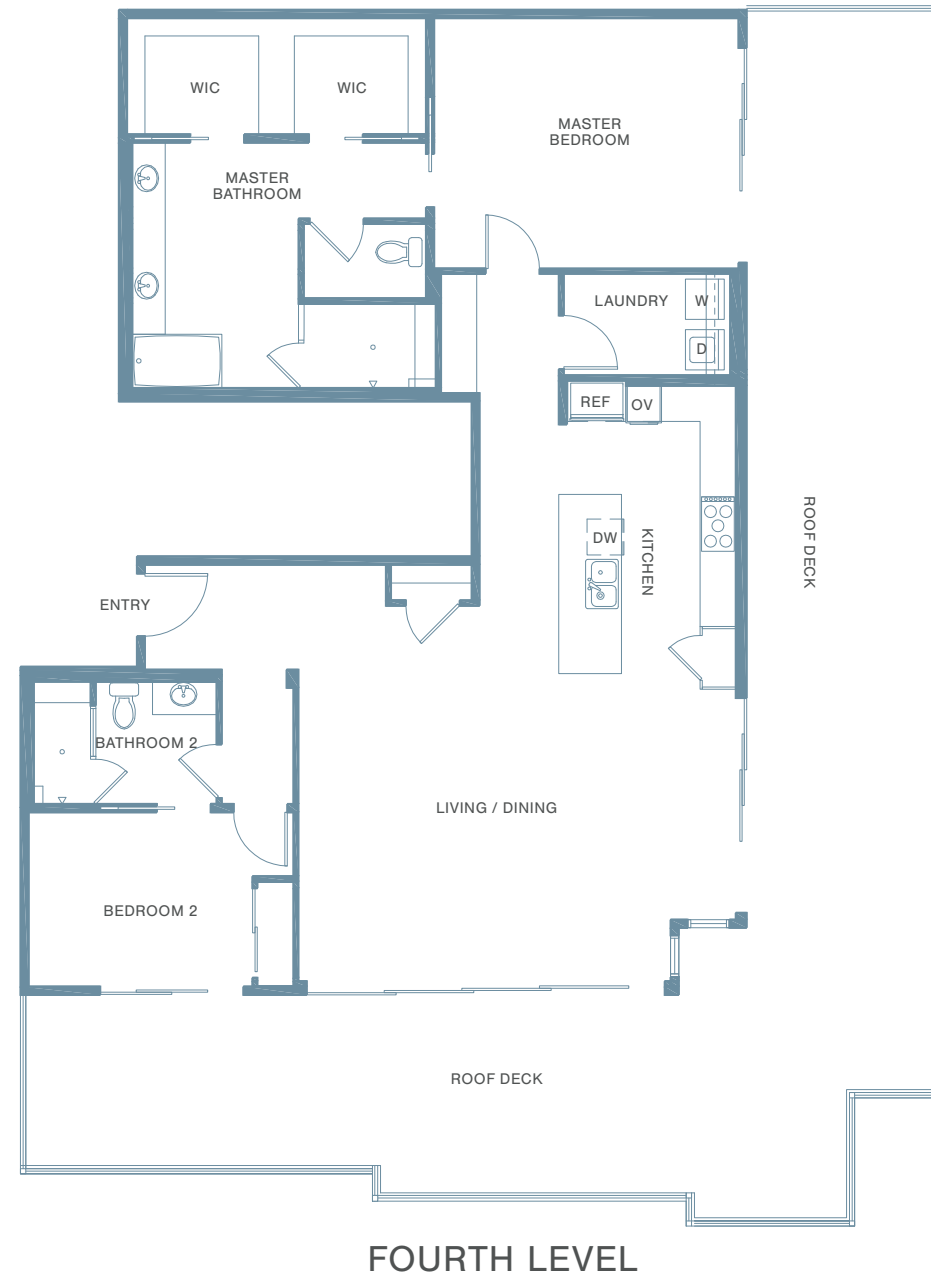 WIC
WIC
MASTER
BEDROOM
MASTER
BATHROOM
LAUNDRY
W
D
REF
OV
DW
KITCHEN
ROOF DECK
ENTRY
BATHROOM 2
LIVING / DINING
BEDROOM 2
ROOF DECK
FOURTH LEVEL